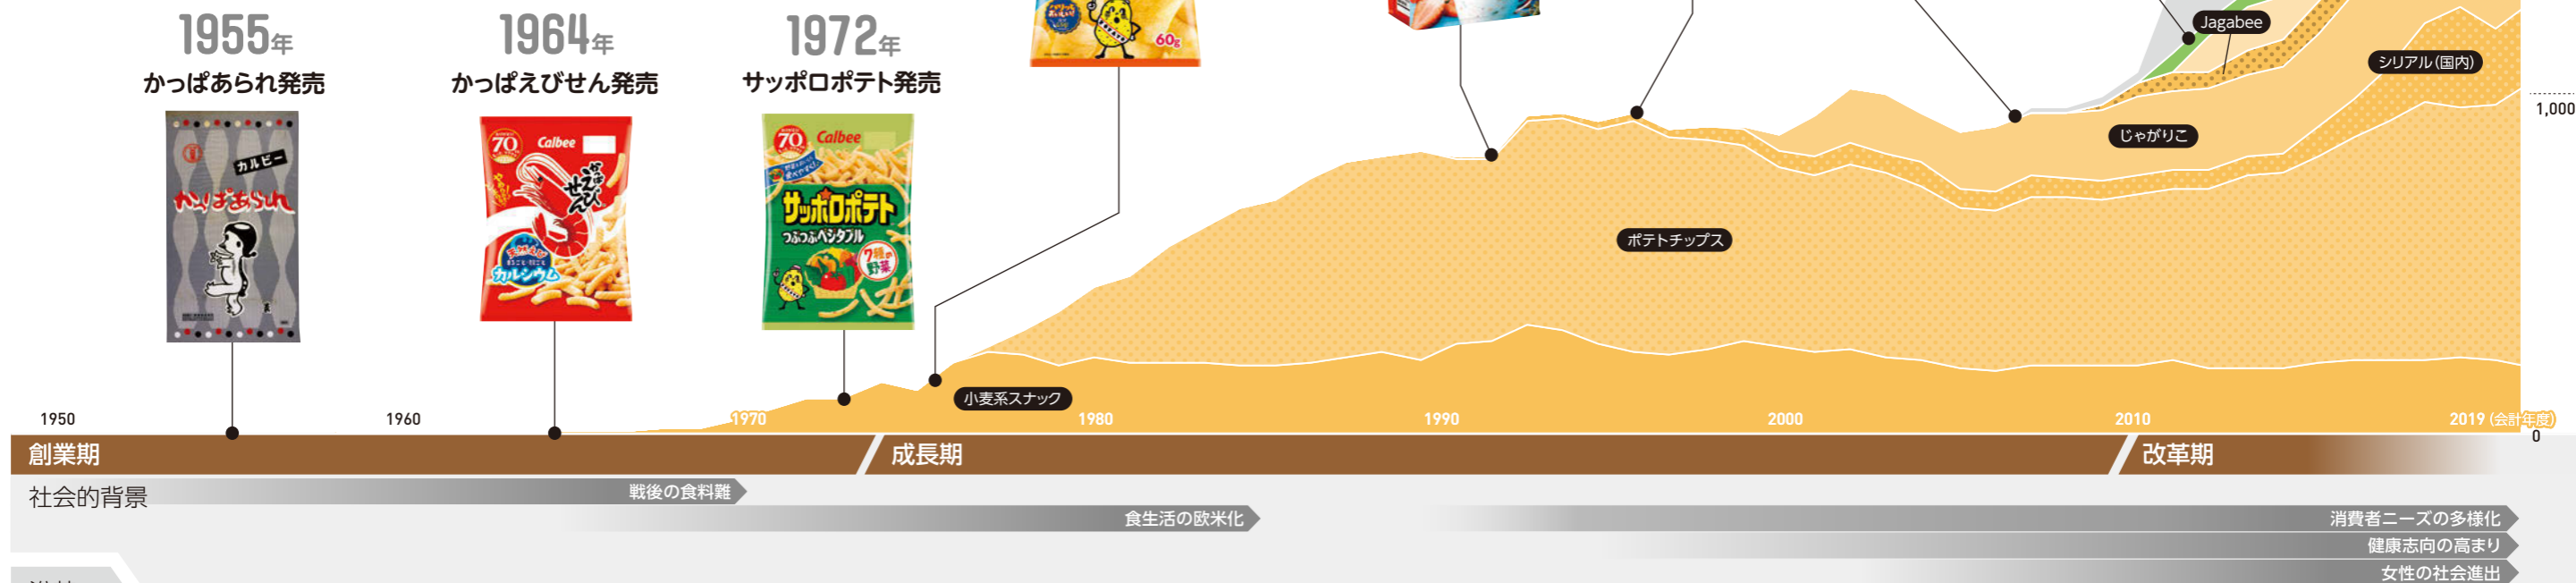 1955年
かっぱあられ発売
1964年
かっぱえびせん発売
1972年
サッポロポテト発売
60g
Jagabee
シリアル(国内)
1,000
じゃがりこ
ポテトチップス
小麦系スナック
カルビー
かっぱあられ
70
Calbee
かっぱ
えびせん
カルシウム
70
Calbee
サッポロポテト
つぶつぶベジタブル
7種の
野菜
1950
1960
1970
1980
1990
2000
2010
2019 (会計年度)
0
創業期
成長期
改革期
社会的背景
戦後の食料難
食生活の欧米化
消費者ニーズの多様化
健康志向の高まり
女性の社会進出